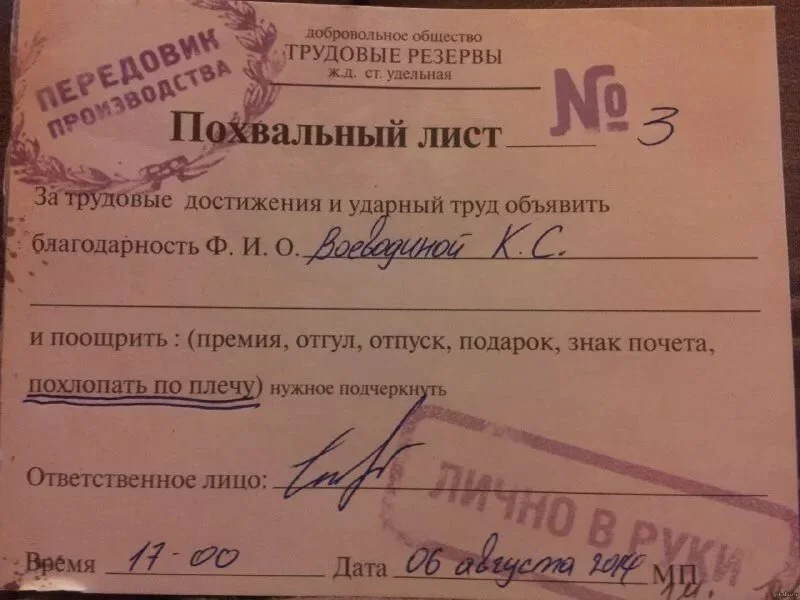 ПЕРЕДОВИК
ПРОИЗВОДСТВА
добровольное общество
ТРУДОВЫЕ РЕЗЕРВЫ
ж.д. ст. удельная
Похвальный лист № 3
За трудовые достижения и ударный труд объявить
благодарность Ф. И. О. Воеводиной К. С.
и поощрить : (премия, отгул, отпуск, подарок, знак почета,
похлопать по плечу) нужное подчеркнуть
Ответственное лицо:
ЛИЧНО В РУКИ
Время 17-00 Дата 06 августа 2014 МП